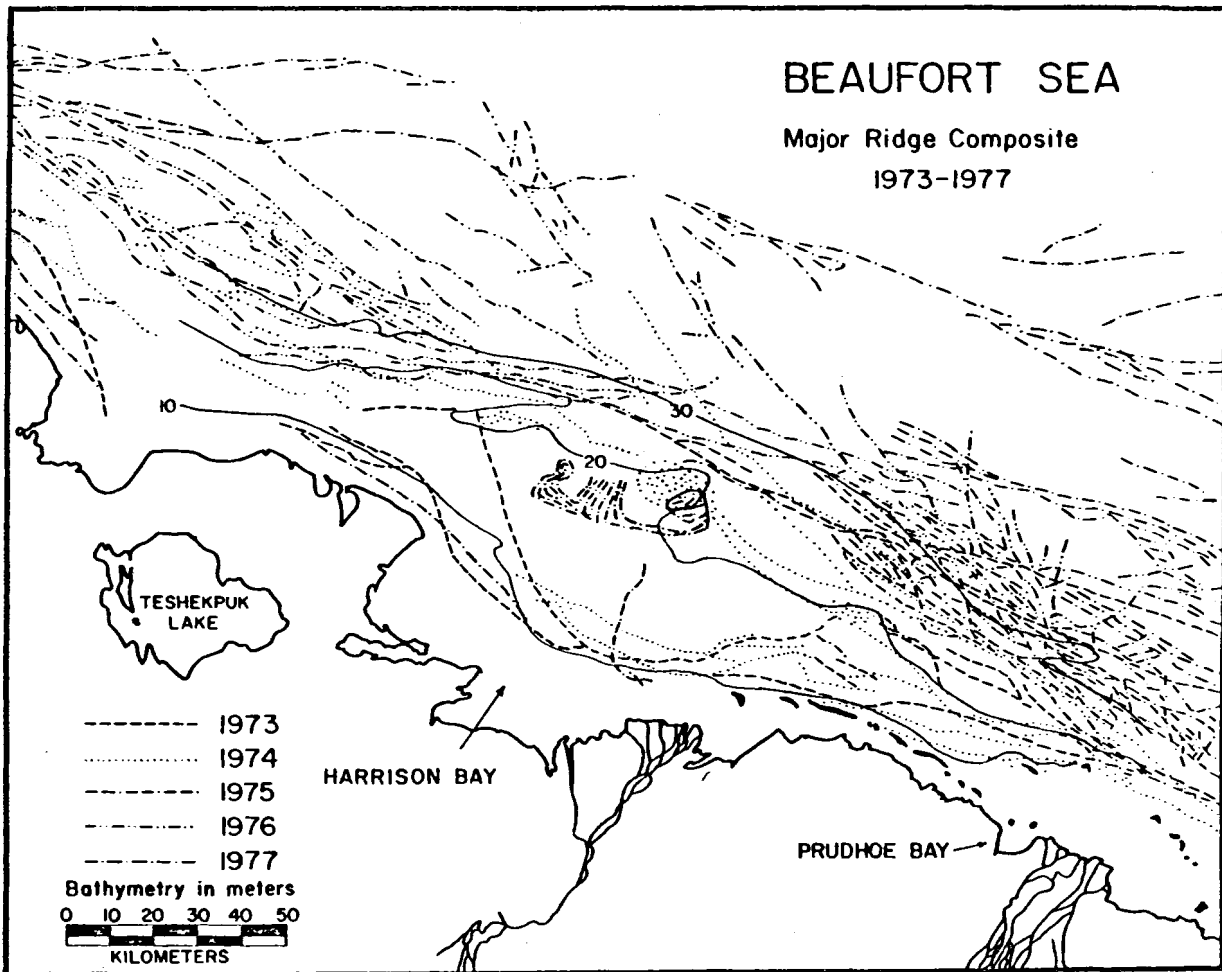 BEAUFORT SEA
Major Ridge Composite
1973-1977
10
30
20
TESHEKPUK
LAKE
1973
1974
1975
1976
1977
HARRISON BAY
PRUDHOE BAY
Bathymetry in meters
0 10 20 30 40 50
KILOMETERS